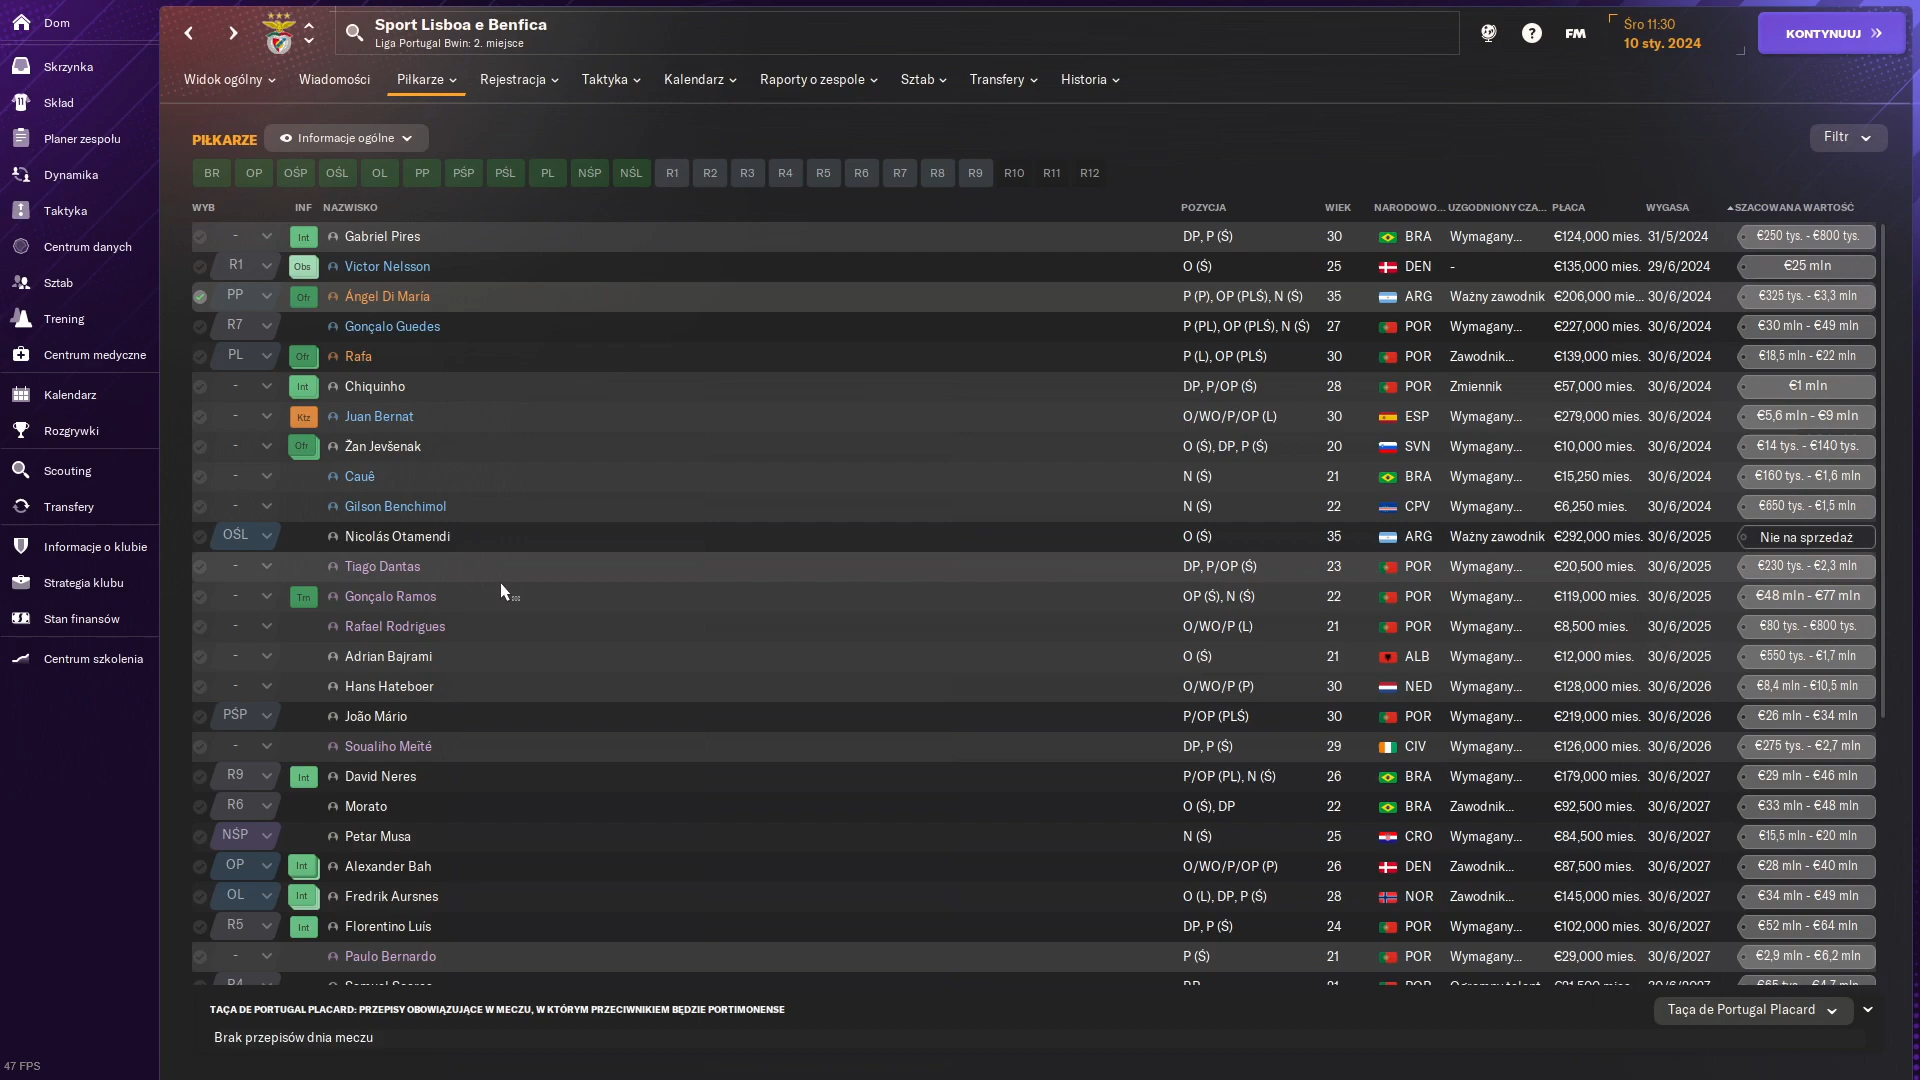 Dom
Skrzynka
Skład
Planer zespołu
Dynamika
Taktyka
Centrum danych
Sztab
Trening
Centrum medyczne
Kalendarz
Rozgrywki
Scouting
Transfery
Informacje o klubie
Strategia klubu
Stan finansów
Centrum szkolenia
47 FPS
Sport Lisboa e Benfica
Liga Portugal Bwin: 2. miejsce
FM
Śro 11:30
10 sty. 2024
KONTYNUUJ
Widok ogólny Wiadomości Piłkarze Rejestracja Taktyka Kalendarz Raporty o zespole Sztab Transfery Historia
PIŁKARZE Informacje ogólne Filtr
BR OP OŚP OŚL OL PP PŚP PŚL PL NŚP NŚL R1 R2 R3 R4 R5 R6 R7 R8 R9 R10 R11 R12
WYB INF NAZWISKO POZYCJA WIEK NARODOWO... UZGODNIONY CZA... PŁACA WYGASA SZACOWANA WARTOŚĆ
- Int Gabriel Pires DP, P (Ś) 30 BRA Wymagany... €124,000 mies. 31/5/2024 €250 tys. - €800 tys.
R1 Obs Victor Nelsson O (Ś) 25 DEN - €135,000 mies. 29/6/2024 €25 mln
PP Ofr Ángel Di María P (P), OP (PLŚ), N (Ś) 35 ARG Ważny zawodnik €206,000 mie... 30/6/2024 €325 tys. - €3,3 mln
R7 Gonçalo Guedes P (PL), OP (PLŚ), N (Ś) 27 POR Wymagany... €227,000 mies. 30/6/2024 €30 mln - €49 mln
PL Ofr Rafa P (L), OP (PLŚ) 30 POR Zawodnik... €139,000 mies. 30/6/2024 €18,5 mln - €22 mln
- Int Chiquinho DP, P/OP (Ś) 28 POR Zmiennik €57,000 mies. 30/6/2024 €1 mln
- Ktz Juan Bernat O/WO/P/OP (L) 30 ESP Wymagany... €279,000 mies. 30/6/2024 €5,6 mln - €9 mln
- Ofr Žan Jevšenak O (Ś), DP, P (Ś) 20 SVN Wymagany... €10,000 mies. 30/6/2024 €14 tys. - €140 tys.
- Cauê N (Ś) 21 BRA Wymagany... €15,250 mies. 30/6/2024 €160 tys. - €1,6 mln
- Gilson Benchimol N (Ś) 22 CPV Wymagany... €6,250 mies. 30/6/2024 €650 tys. - €1,5 mln
OŚL Nicolás Otamendi O (Ś) 35 ARG Ważny zawodnik €292,000 mies. 30/6/2025 Nie na sprzedaż
- Tiago Dantas DP, P/OP (Ś) 23 POR Wymagany... €20,500 mies. 30/6/2025 €230 tys. - €2,3 mln
- Trn Gonçalo Ramos OP (Ś), N (Ś) 22 POR Wymagany... €119,000 mies. 30/6/2025 €48 mln - €77 mln
- Rafael Rodrigues O/WO/P (L) 21 POR Wymagany... €8,500 mies. 30/6/2025 €80 tys. - €800 tys.
- Adrian Bajrami O (Ś) 21 ALB Wymagany... €12,000 mies. 30/6/2025 €550 tys. - €1,7 mln
- Hans Hateboer O/WO/P (P) 30 NED Wymagany... €128,000 mies. 30/6/2026 €8,4 mln - €10,5 mln
PŚP João Mário P/OP (PLŚ) 30 POR Wymagany... €219,000 mies. 30/6/2026 €26 mln - €34 mln
- Soualiho Meïté DP, P (Ś) 29 CIV Wymagany... €126,000 mies. 30/6/2026 €275 tys. - €2,7 mln
R9 Int David Neres P/OP (PL), N (Ś) 26 BRA Wymagany... €179,000 mies. 30/6/2027 €29 mln - €46 mln
R6 Morato O (Ś), DP 22 BRA Zawodnik... €92,500 mies. 30/6/2027 €33 mln - €48 mln
NŚP Petar Musa N (Ś) 25 CRO Wymagany... €84,500 mies. 30/6/2027 €15,5 mln - €20 mln
OP Int Alexander Bah O/WO/P/OP (P) 26 DEN Zawodnik... €87,500 mies. 30/6/2027 €28 mln - €40 mln
OL Int Fredrik Aursnes O (L), DP, P (Ś) 28 NOR Zawodnik... €145,000 mies. 30/6/2027 €34 mln - €49 mln
R5 Int Florentino Luís DP, P (Ś) 24 POR Wymagany... €102,000 mies. 30/6/2027 €52 mln - €64 mln
- Paulo Bernardo P (Ś) 21 POR Wymagany... €29,000 mies. 30/6/2027 €2,9 mln - €6,2 mln
TAÇA DE PORTUGAL PLACARD: PRZEPISY OBOWIĄZUJĄCE W MECZU, W KTÓRYM PRZECIWNIKIEM BĘDZIE PORTIMONENSE
Taça de Portugal Placard
Brak przepisów dnia meczu